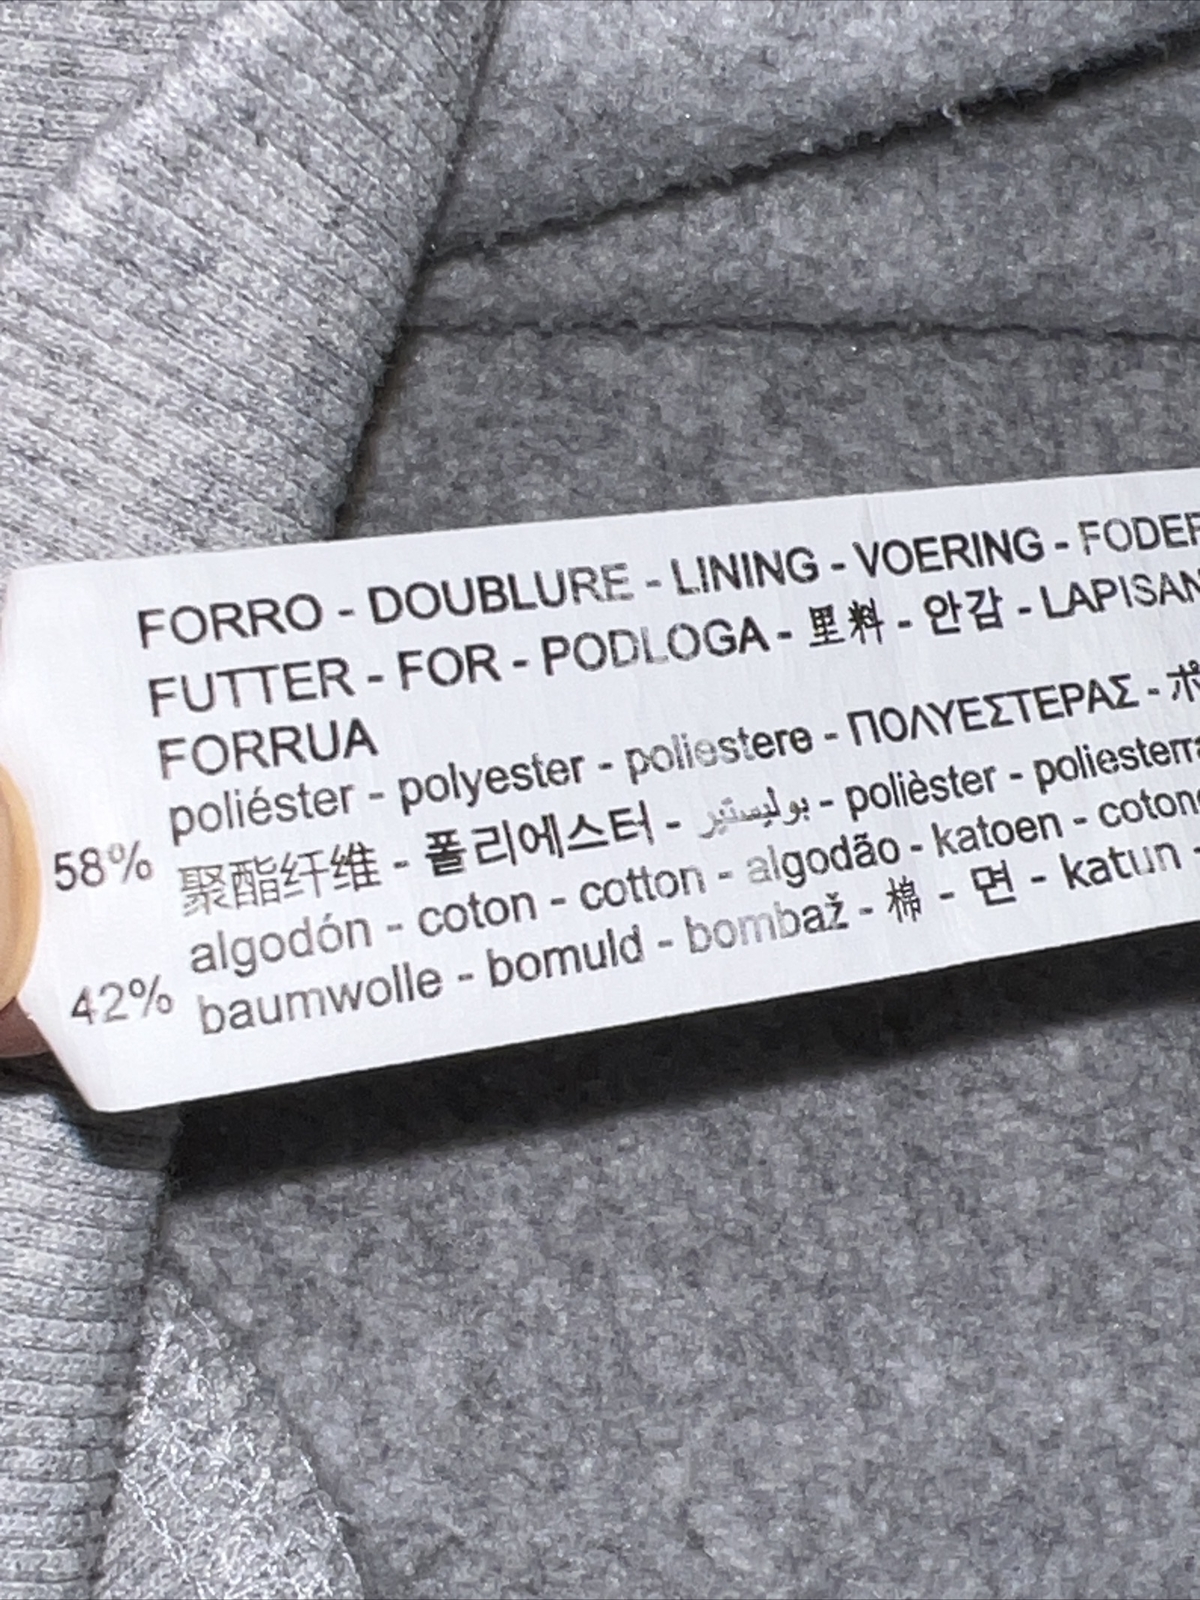 FORRO - DOUBLURE - LINING - VOERING - FODER
FUTTER - FOR - PODLOGA - 里料 - 안감 - LAPISAN
FORRUA
poliéster - polyester - poliestere - ΠΟΛΥΕΣΤΕΡΑΣ - ポ
58% 聚酯纤维 - 폴리에스터 - بوليستير - polièster - poliesterra
algodón - coton - cotton - algodão - katoen - cotone
42% baumwolle - bomuld - bombaž - 棉 - 면 - katun -